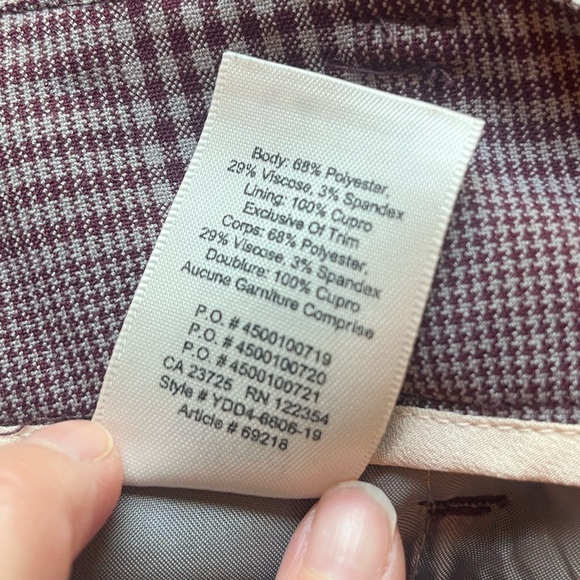 Body: 68% Polyester,
29% Viscose, 3% Spandex
Lining: 100% Cupro
Exclusive Of Trim
Corps: 68% Polyester,
29% Viscose, 3% Spandex
Doublure: 100% Cupro
Aucune Garniture Comprise
P.O. # 4500100719
P.O. # 4500100720
P.O. # 4500100721
CA 23725 RN 122354
Style # YDD4-6606-19
Article # 69218